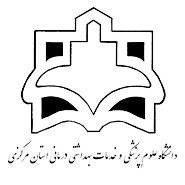 دانشگاه علوم پزشکی و خدمات بهداشتی درمانی استان مرکزی